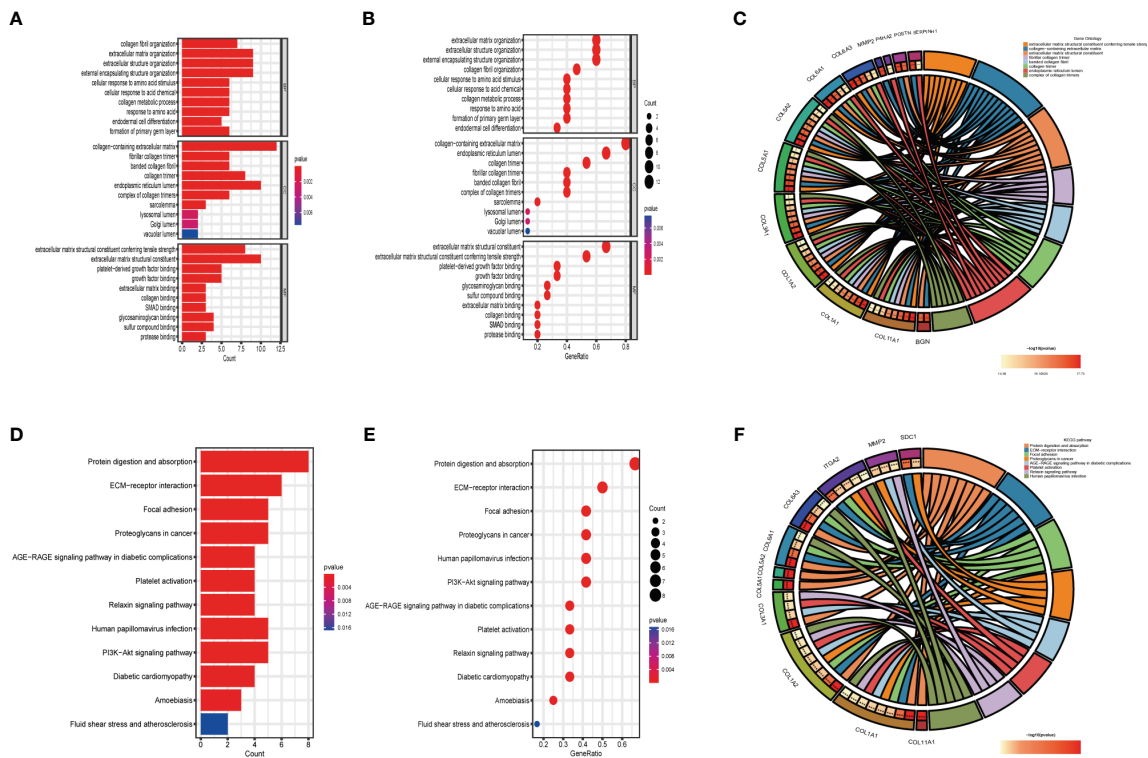 A
collagen fibril organization
extracellular matrix organization
extracellular structure organization
external encapsulating structure organization
cellular response to amino acid stimulus
cellular response to acid chemical
collagen metabolic process
response to amino acid
endodermal cell differentiation
formation of primary germ layer
collagen-containing extracellular matrix
fibrillar collagen trimer
banded collagen fibril
collagen trimer
endoplasmic reticulum lumen
complex of collagen trimers
sarcolemma
lysosomal lumen
Golgi lumen
vacuolar lumen
extracellular matrix structural constituent conferring tensile strength
extracellular matrix structural constituent
platelet-derived growth factor binding
growth factor binding
extracellular matrix binding
collagen binding
SMAD binding
glycosaminoglycan binding
sulfur compound binding
protease binding
0.0 2.5 5.0 7.5 10.0 12.5
Count
BP
CC
MF
pvalue
0.002
0.004
0.006
B
extracellular matrix organization
extracellular structure organization
external encapsulating structure organization
collagen fibril organization
cellular response to amino acid stimulus
cellular response to acid chemical
collagen metabolic process
response to amino acid
formation of primary germ layer
endodermal cell differentiation
collagen-containing extracellular matrix
endoplasmic reticulum lumen
collagen trimer
fibrillar collagen trimer
banded collagen fibril
complex of collagen trimers
sarcolemma
lysosomal lumen
Golgi lumen
vacuolar lumen
extracellular matrix structural constituent
extracellular matrix structural constituent conferring tensile strength
platelet-derived growth factor binding
growth factor binding
glycosaminoglycan binding
sulfur compound binding
extracellular matrix binding
collagen binding
SMAD binding
protease binding
0.2 0.4 0.6 0.8
GeneRatio
BP
CC
MF
Count
2
4
6
8
10
12
pvalue
0.006
0.004
0.002
C
SERPINH1
POSTN
P4HA2
MMP2
COL6A3
COL6A1
COL5A2
COL5A1
COL3A1
COL1A2
COL1A1
COL11A1
BGN
Gene Ontology
extracellular matrix structural constituent conferring tensile streng
collagen-containing extracellular matrix
extracellular matrix structural constituent
fibrillar collagen trimer
banded collagen fibril
collagen trimer
endoplasmic reticulum lumen
complex of collagen trimers
-log10(pvalue)
D
Protein digestion and absorption
ECM-receptor interaction
Focal adhesion
Proteoglycans in cancer
AGE-RAGE signaling pathway in diabetic complications
Platelet activation
Relaxin signaling pathway
Human papillomavirus infection
PI3K-Akt signaling pathway
Diabetic cardiomyopathy
Amoebiasis
Fluid shear stress and atherosclerosis
0 2 4 6 8
Count
pvalue
0.004
0.008
0.012
0.016
E
Protein digestion and absorption
ECM-receptor interaction
Focal adhesion
Proteoglycans in cancer
Human papillomavirus infection
PI3K-Akt signaling pathway
AGE-RAGE signaling pathway in diabetic complications
Platelet activation
Relaxin signaling pathway
Diabetic cardiomyopathy
Amoebiasis
Fluid shear stress and atherosclerosis
0.2 0.3 0.4 0.5 0.6
GeneRatio
Count
2
3
4
5
6
7
8
pvalue
0.016
0.012
0.008
0.004
F
SDC1
MMP2
ITGA2
COL6A3
COL6A1
COL5A2
COL5A1
COL3A1
COL1A2
COL1A1
COL11A1
KEGG pathway
Protein digestion and absorption
ECM-receptor interaction
Focal adhesion
Proteoglycans in cancer
AGE-RAGE signaling pathway in diabetic complications
Platelet activation
Relaxin signaling pathway
Human papillomavirus infection
-log10(pvalue)